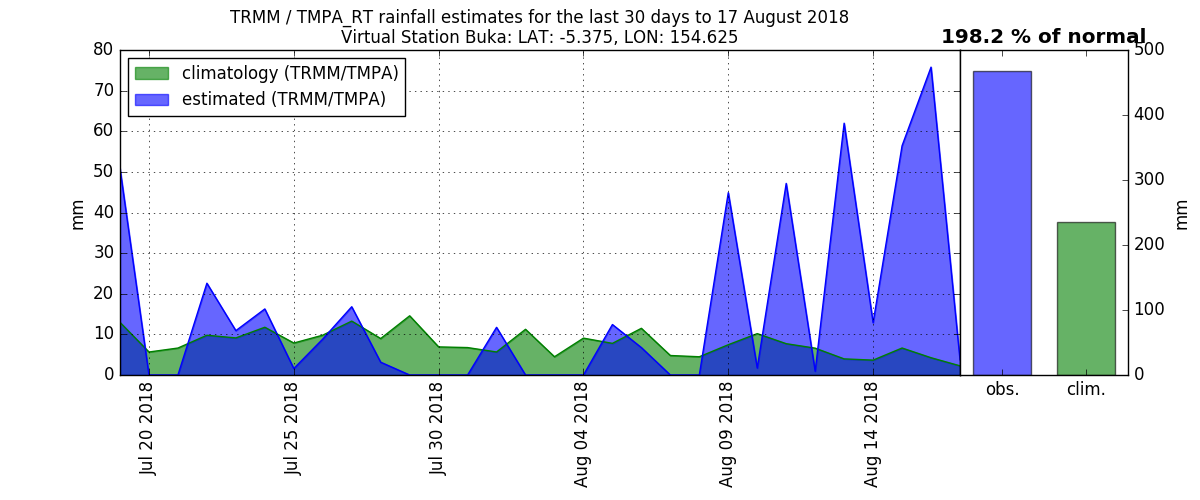 TRMM / TMPA_RT rainfall estimates for the last 30 days to 17 August 2018
Virtual Station Buka: LAT: -5.375, LON: 154.625
198.2 % of normal
climatology (TRMM/TMPA)
estimated (TRMM/TMPA)
80
70
60
50
40
30
20
10
0
mm
Jul 20 2018
Jul 25 2018
Jul 30 2018
Aug 04 2018
Aug 09 2018
Aug 14 2018
obs.
clim.
500
400
300
200
100
0
mm